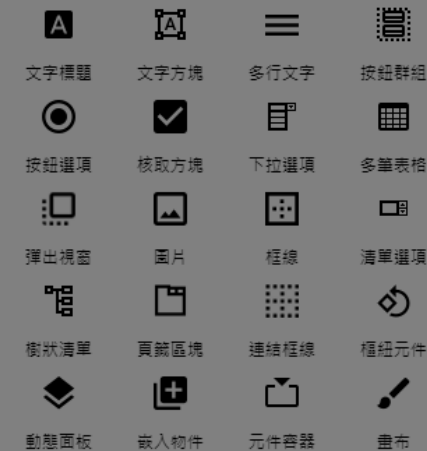 文字標題 文字方塊 多行文字 按鈕群組
按鈕選項 核取方塊 下拉選項 多筆表格
彈出視窗 圖片 框線 清單選項
樹狀清單 頁籤區塊 連結框線 樞紐元件
動態面板 嵌入物件 元件容器 畫布